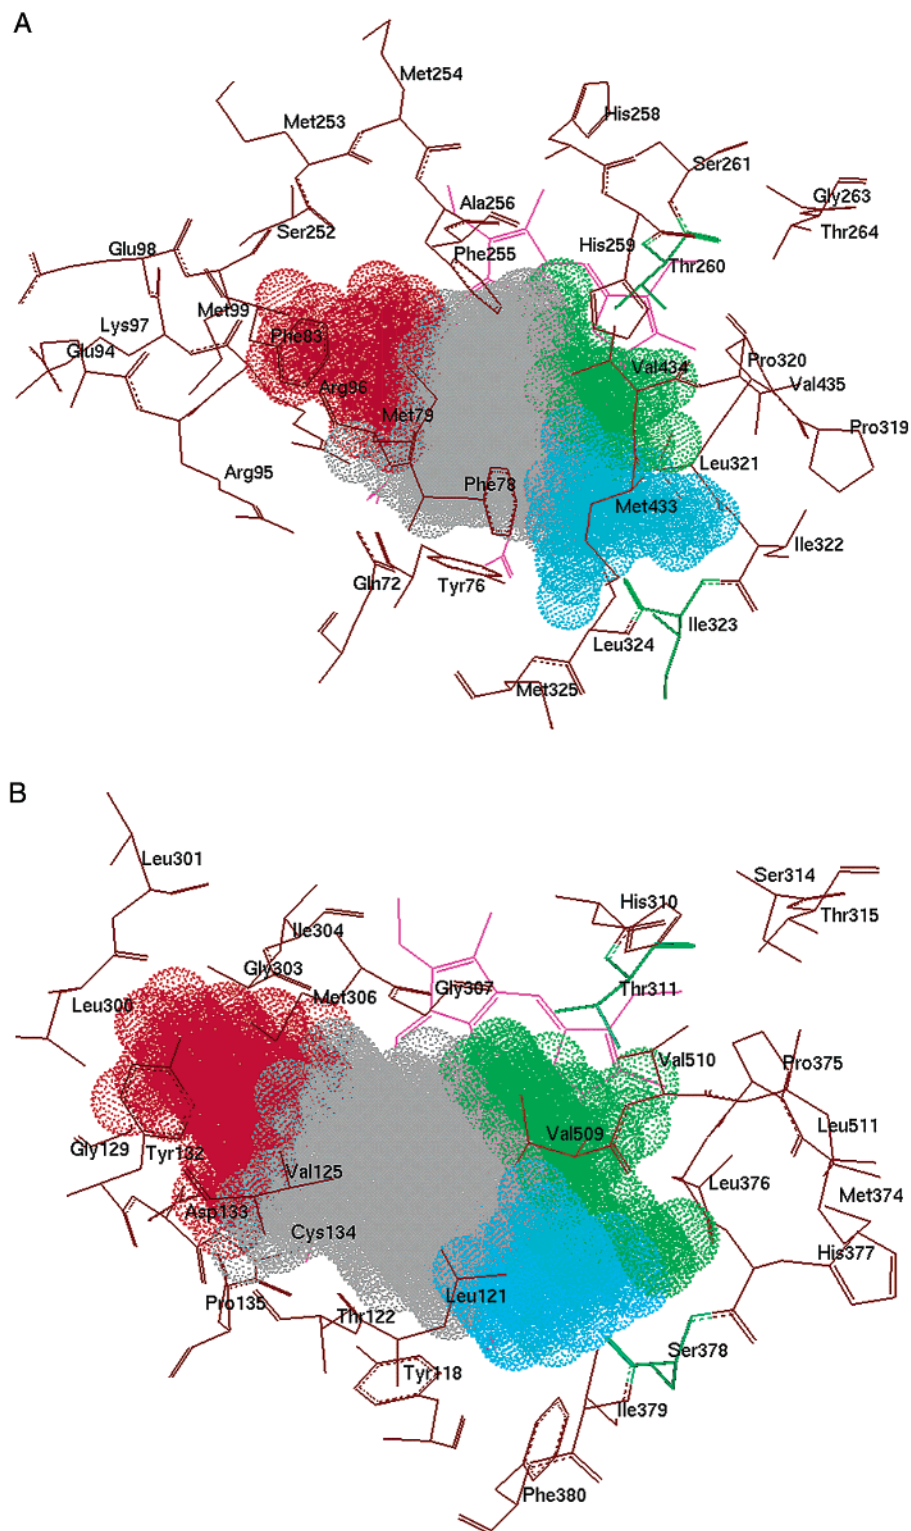 A
Met254
Met253
His258
Ser261
Gly263
Ala256
Ser252
Thr264
Glu98
His259
Phe255
Thr260
Met99
Lys97
Phe83
Glu94
Val434
Pro320
Arg96
Val435
Met79
Pro319
Leu321
Arg95
Phe78
Met433
Ile322
Gln72
Tyr76
Ile323
Leu324
Met325
B
Leu301
Ser314
His310
Thr315
Ile304
Gly303
Gly307
Thr311
Leu300
Met306
Val510
Pro375
Leu511
Val509
Gly129
Tyr132
Val125
Leu376
Met374
Asp133
Cys134
His377
Pro135
Leu121
Thr122
Ser378
Tyr118
Ile379
Phe380